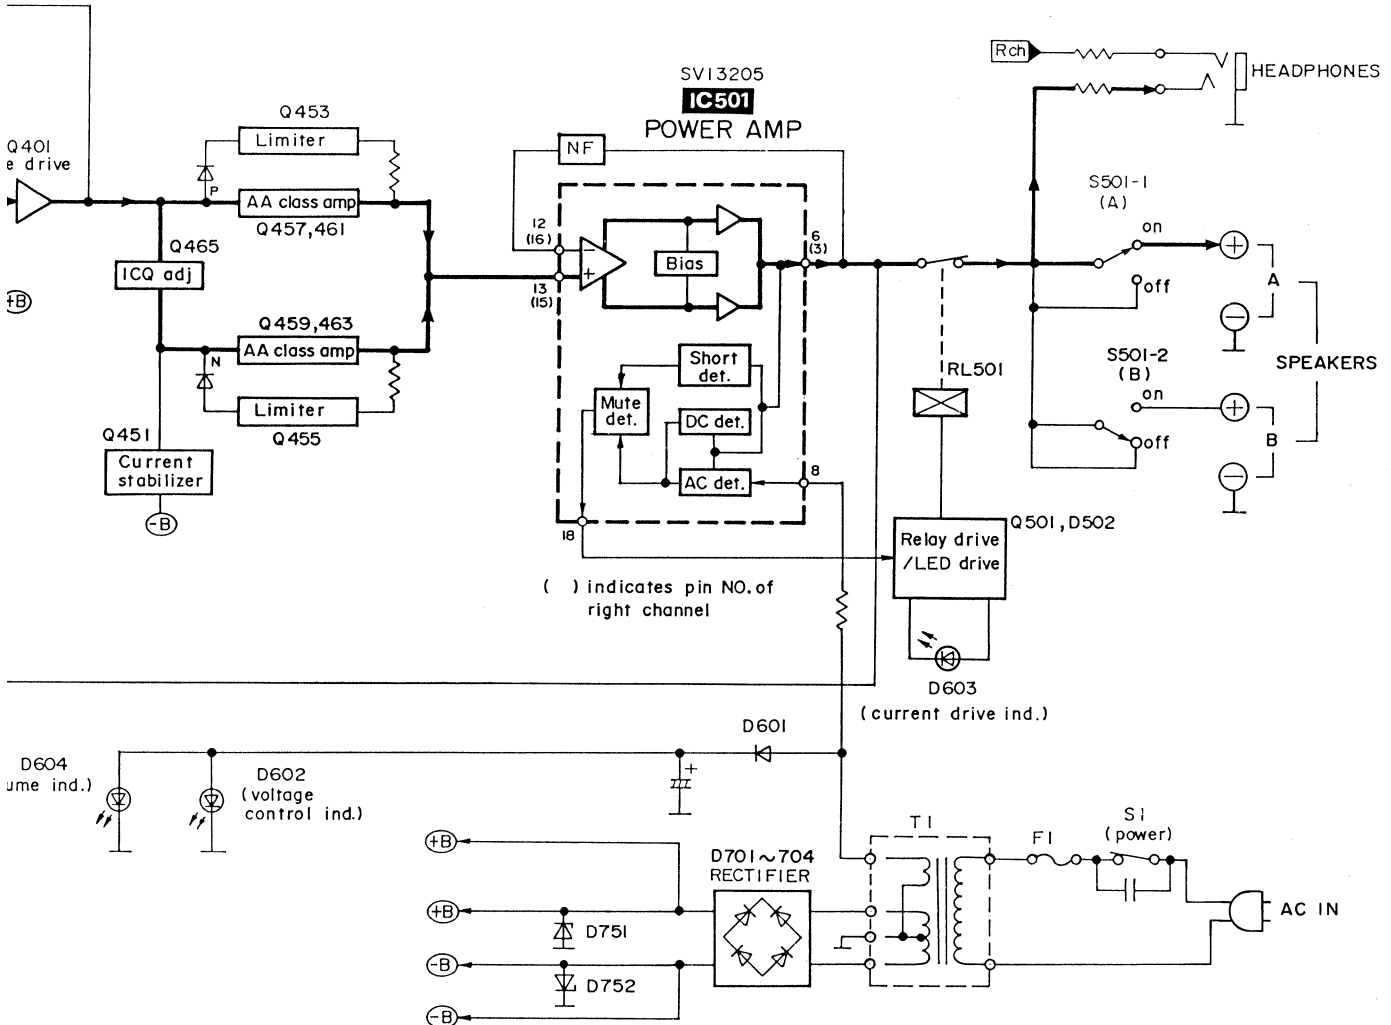 Rch
HEADPHONES
SVI3205
IC501
POWER AMP
Q453
Limiter
NF
Q401
e drive
P
AA class amp
Q457,461
S501-1
(A)
on
off
+
A
−
12
(16)
−
+
13
(15)
Bias
6
(3)
Q465
ICQ adj
+B
Q459,463
AA class amp
N
Limiter
Q455
Short
det.
Mute
det.
DC det.
AC det.
8
18
RL501
S501-2
(B)
on
off
+
B
−
SPEAKERS
Q451
Current
stabilizer
-B
Q501,D502
Relay drive
/LED drive
( ) indicates pin NO. of
right channel
D603
(current drive ind.)
D601
+
D604
ume ind.)
D602
(voltage
control ind.)
T1
F1
S1
(power)
AC IN
D701~704
RECTIFIER
+B
+B
D751
-B
D752
-B